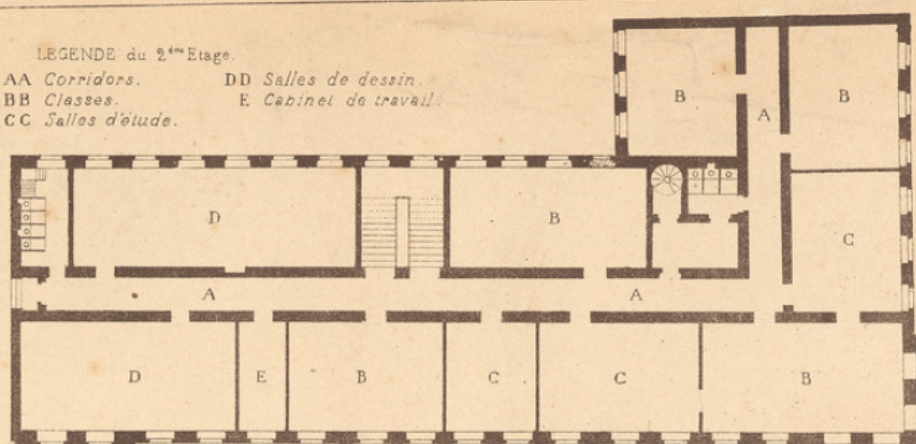 LEGENDE du 2ème Etage.
AA Corridors.
BB Classes.
CC Salles d'étude.
DD Salles de dessin.
E Cabinet de travail.
B
A
B
D
B
C
A
A
D
E
B
C
C
B